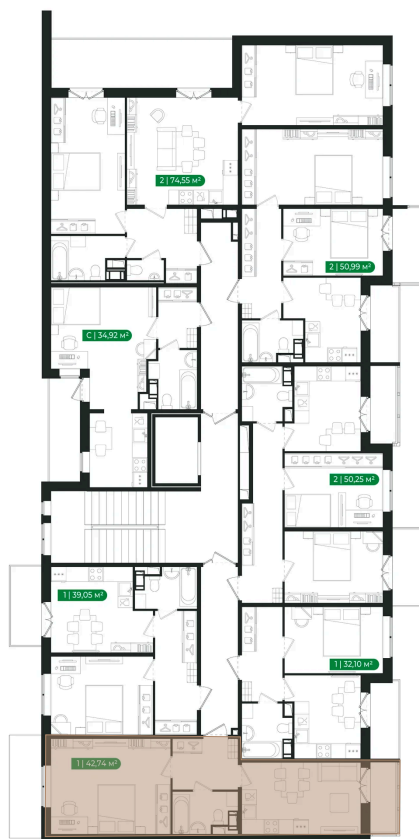 2 | 74,55 м²
2 | 50,99 м²
С | 34,92 м²
2 | 50,25 м²
1 | 39,05 м²
1 | 32,10 м²
1 | 42,74 м²